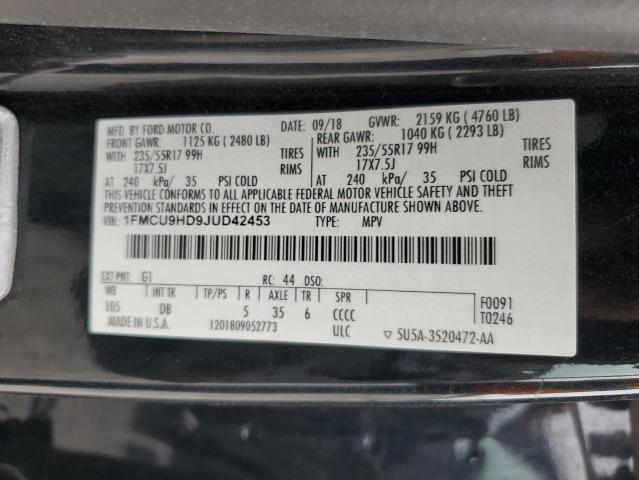 MFD. BY FORD MOTOR CO. DATE: 09/18 GVWR: 2159 KG ( 4760 LB)
FRONT GAWR: 1125 KG ( 2480 LB) REAR GAWR: 1040 KG ( 2293 LB)
WITH 235/55R17 99H TIRES WITH 235/55R17 99H TIRES
17X7.5J RIMS 17X7.5J RIMS
AT 240 kPa/ 35 PSI COLD AT 240 kPa/ 35 PSI COLD
THIS VEHICLE CONFORMS TO ALL APPLICABLE FEDERAL MOTOR VEHICLE SAFETY AND THEFT
PREVENTION STANDARDS IN EFFECT ON THE DATE OF MANUFACTURE SHOWN ABOVE.
VIN: 1FMCU9HD9JUD42453 TYPE: MPV
EXT PNT: G1 RC: 44 DSO:
WB INT TR TP/PS R AXLE TR SPR F0091
105 DB 5 35 6 CCCC T0246
MADE IN U.S.A. 1201809052773 ULC ▽ 5U5A-3520472-AA